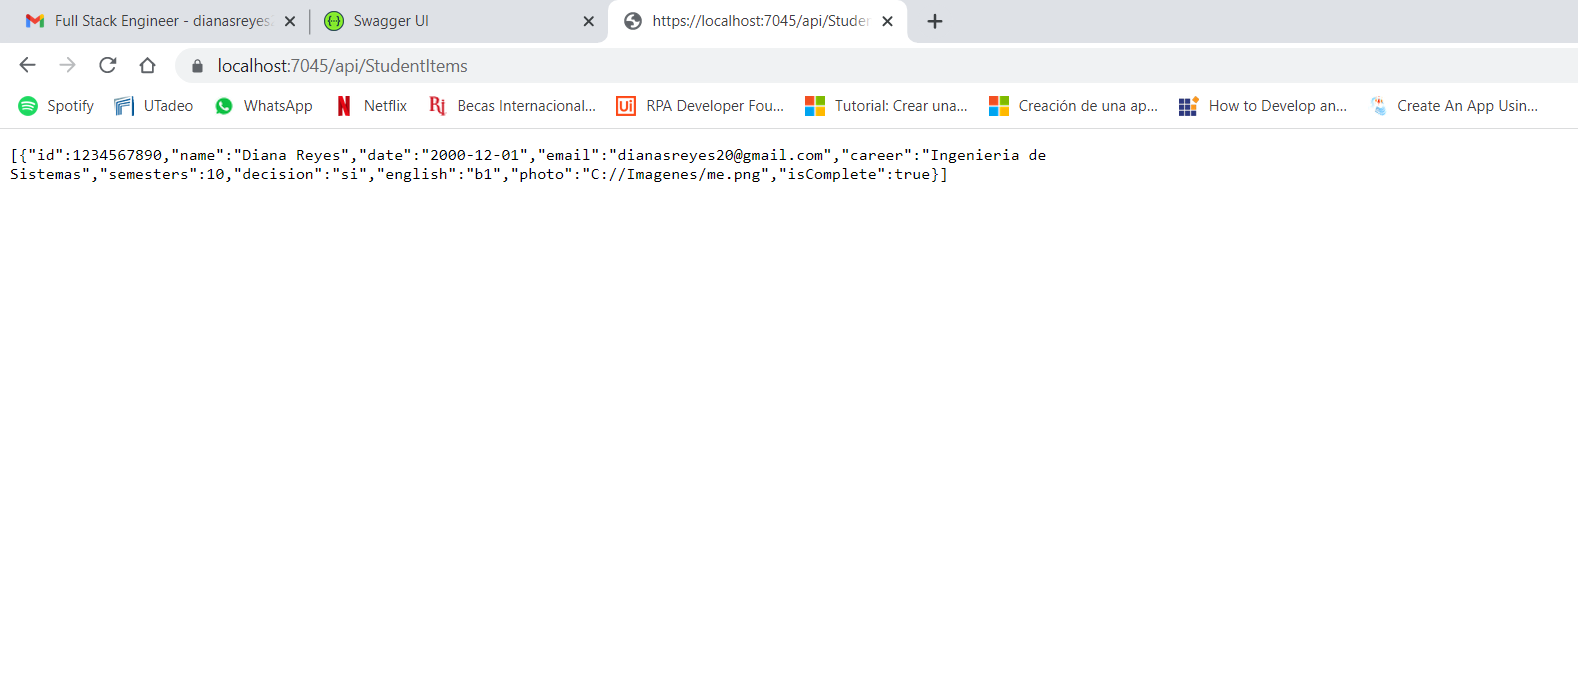 Full Stack Engineer - dianasreyes Swagger UI https://localhost:7045/api/Studen
localhost:7045/api/StudentItems
Spotify UTadeo WhatsApp N Netflix Rj Becas Internacional... Ui RPA Developer Fou... Tutorial: Crear una... Creación de una ap... How to Develop an... Create An App Usin...
[{"id":1234567890,"name":"Diana Reyes","date":"2000-12-01","email":"dianasreyes20@gmail.com","career":"Ingenieria de
Sistemas","semesters":10,"decision":"si","english":"b1","photo":"C://Imagenes/me.png","isComplete":true}]